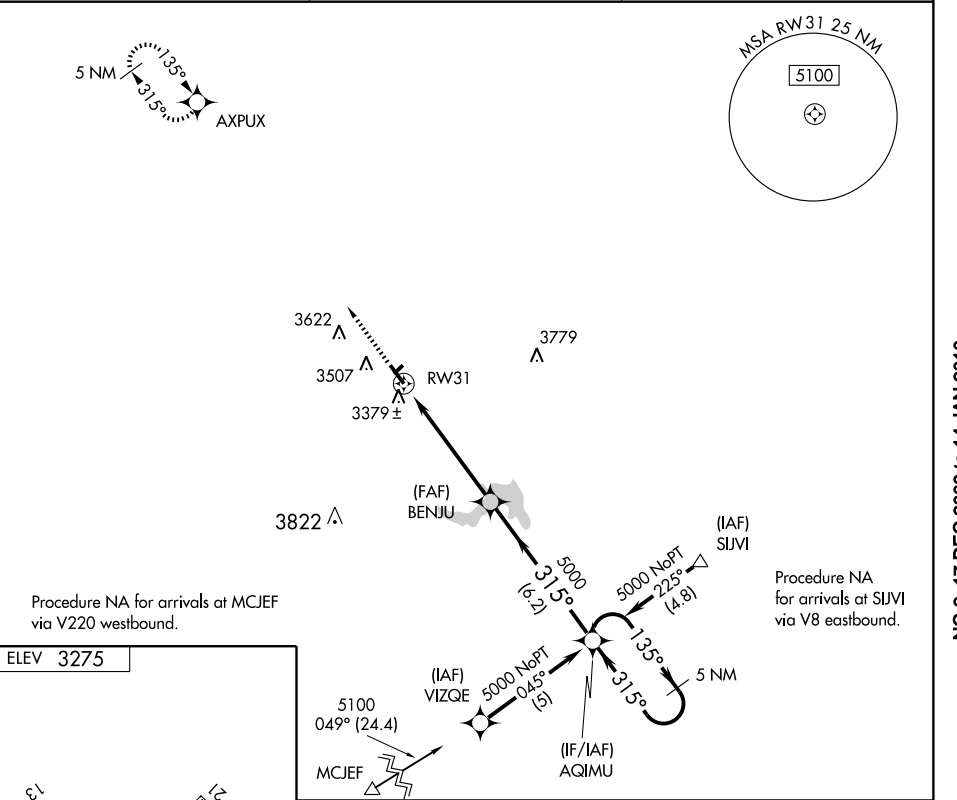 MSA RW31 25 NM
5100
5 NM
135°
315°
AXPUX
3622
3779
3507
RW31
3379 ±
(FAF)
BENJU
3822
(IAF)
SIJVI
5000
315°
(6.2)
5000 NoPT
225°
(4.8)
Procedure NA
for arrivals at SIJVI
via V8 eastbound.
Procedure NA for arrivals at MCJEF
via V220 westbound.
135°
315°
5 NM
ELEV 3275
(IAF)
VIZQE
5000 NoPT
045°
(5)
5100
049° (24.4)
MCJEF
(IF/IAF)
AQIMU
13
21